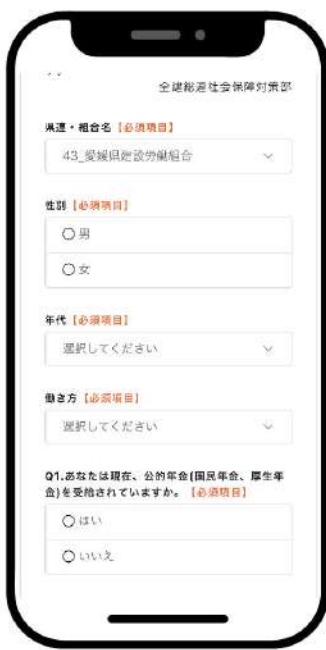 全建総連社会保障対策部
県連・組合名【必須項目】
43_愛媛県建設労働組合
性別【必須項目】
男
女
年代【必須項目】
選択してください
働き方【必須項目】
選択してください
Q1.あなたは現在、公的年金(国民年金、厚生年
金)を受給されていますか。【必須項目】
はい
いいえ